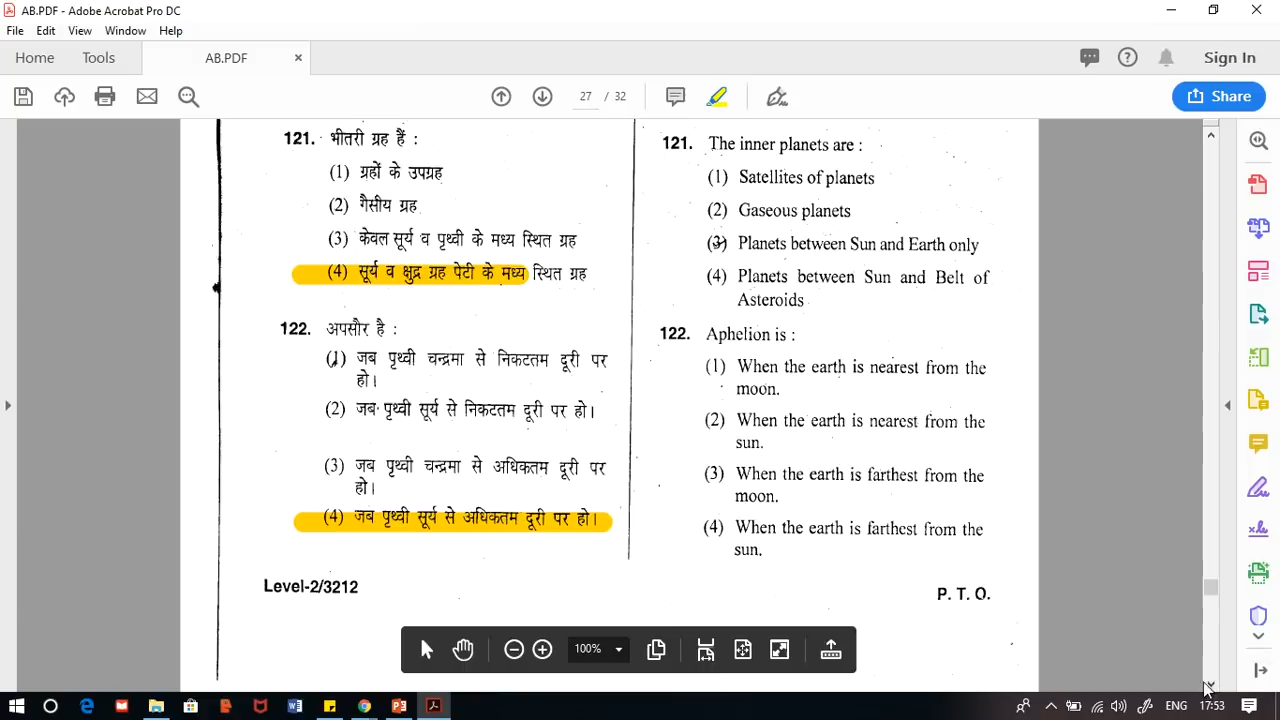 AB.PDF - Adobe Acrobat Pro DC
File Edit View Window Help
Home Tools AB.PDF × Sign In
27 / 32 Share
121. भीतरी ग्रह हैं :
(1) ग्रहों के उपग्रह
(2) गैसीय ग्रह
(3) केवल सूर्य व पृथ्वी के मध्य स्थित ग्रह
(4) सूर्य व क्षुद्र ग्रह पेटी के मध्य स्थित ग्रह
122. अपसौर है :
(1) जब पृथ्वी चन्द्रमा से निकटतम दूरी पर
हो।
(2) जब पृथ्वी सूर्य से निकटतम दूरी पर हो।
(3) जब पृथ्वी चन्द्रमा से अधिकतम दूरी पर
हो।
(4) जब पृथ्वी सूर्य से अधिकतम दूरी पर हो।
Level-2/3212
121. The inner planets are :
(1) Satellites of planets
(2) Gaseous planets
(3) Planets between Sun and Earth only
(4) Planets between Sun and Belt of
Asteroids
122. Aphelion is :
(1) When the earth is nearest from the
moon.
(2) When the earth is nearest from the
sun.
(3) When the earth is farthest from the
moon.
(4) When the earth is farthest from the
sun.
P. T. O.
100%
17:53